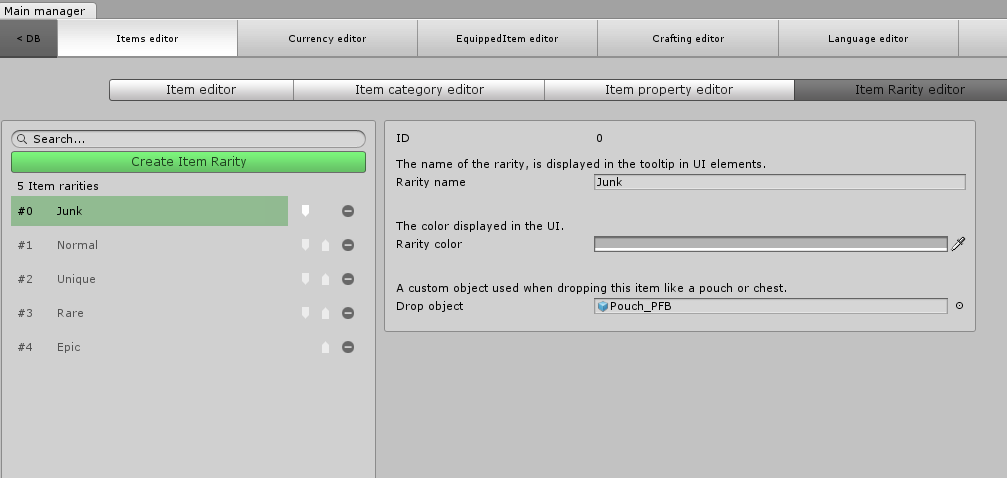 Main manager
< DB
Items editor
Currency editor
EquippedItem editor
Crafting editor
Language editor
Item editor
Item category editor
Item property editor
Item Rarity editor
Search...
Create Item Rarity
5 Item rarities
#0 Junk
#1 Normal
#2 Unique
#3 Rare
#4 Epic
ID 0
The name of the rarity, is displayed in the tooltip in UI elements.
Rarity name Junk
The color displayed in the UI.
Rarity color
A custom object used when dropping this item like a pouch or chest.
Drop object Pouch_PFB